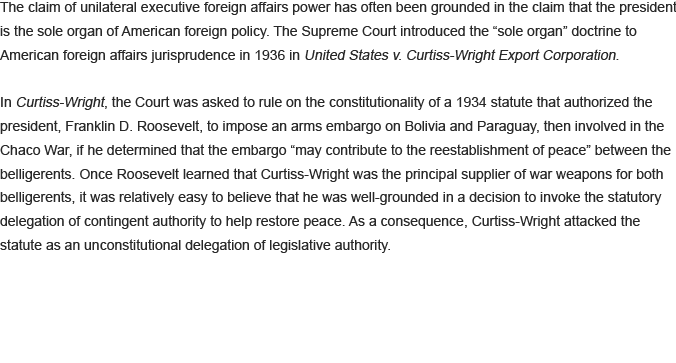 The claim of unilateral executive foreign affairs power has often been grounded in the claim that the president
is the sole organ of American foreign policy. The Supreme Court introduced the “sole organ” doctrine to
American foreign affairs jurisprudence in 1936 in United States v. Curtiss-Wright Export Corporation.
In Curtiss-Wright, the Court was asked to rule on the constitutionality of a 1934 statute that authorized the
president, Franklin D. Roosevelt, to impose an arms embargo on Bolivia and Paraguay, then involved in the
Chaco War, if he determined that the embargo “may contribute to the reestablishment of peace” between the
belligerents. Once Roosevelt learned that Curtiss-Wright was the principal supplier of war weapons for both
belligerents, it was relatively easy to believe that he was well-grounded in a decision to invoke the statutory
delegation of contingent authority to help restore peace. As a consequence, Curtiss-Wright attacked the
statute as an unconstitutional delegation of legislative authority.